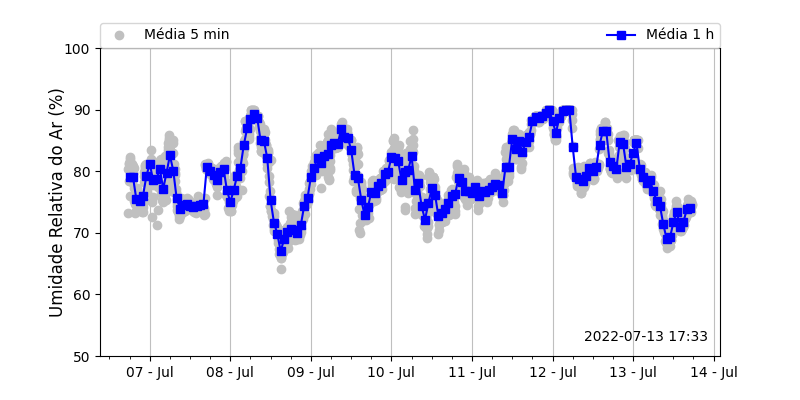 Média 5 min
Média 1 h
Umidade Relativa do Ar (%)
100
90
80
70
60
50
2022-07-13 17:33
07 - Jul
08 - Jul
09 - Jul
10 - Jul
11 - Jul
12 - Jul
13 - Jul
14 - Jul